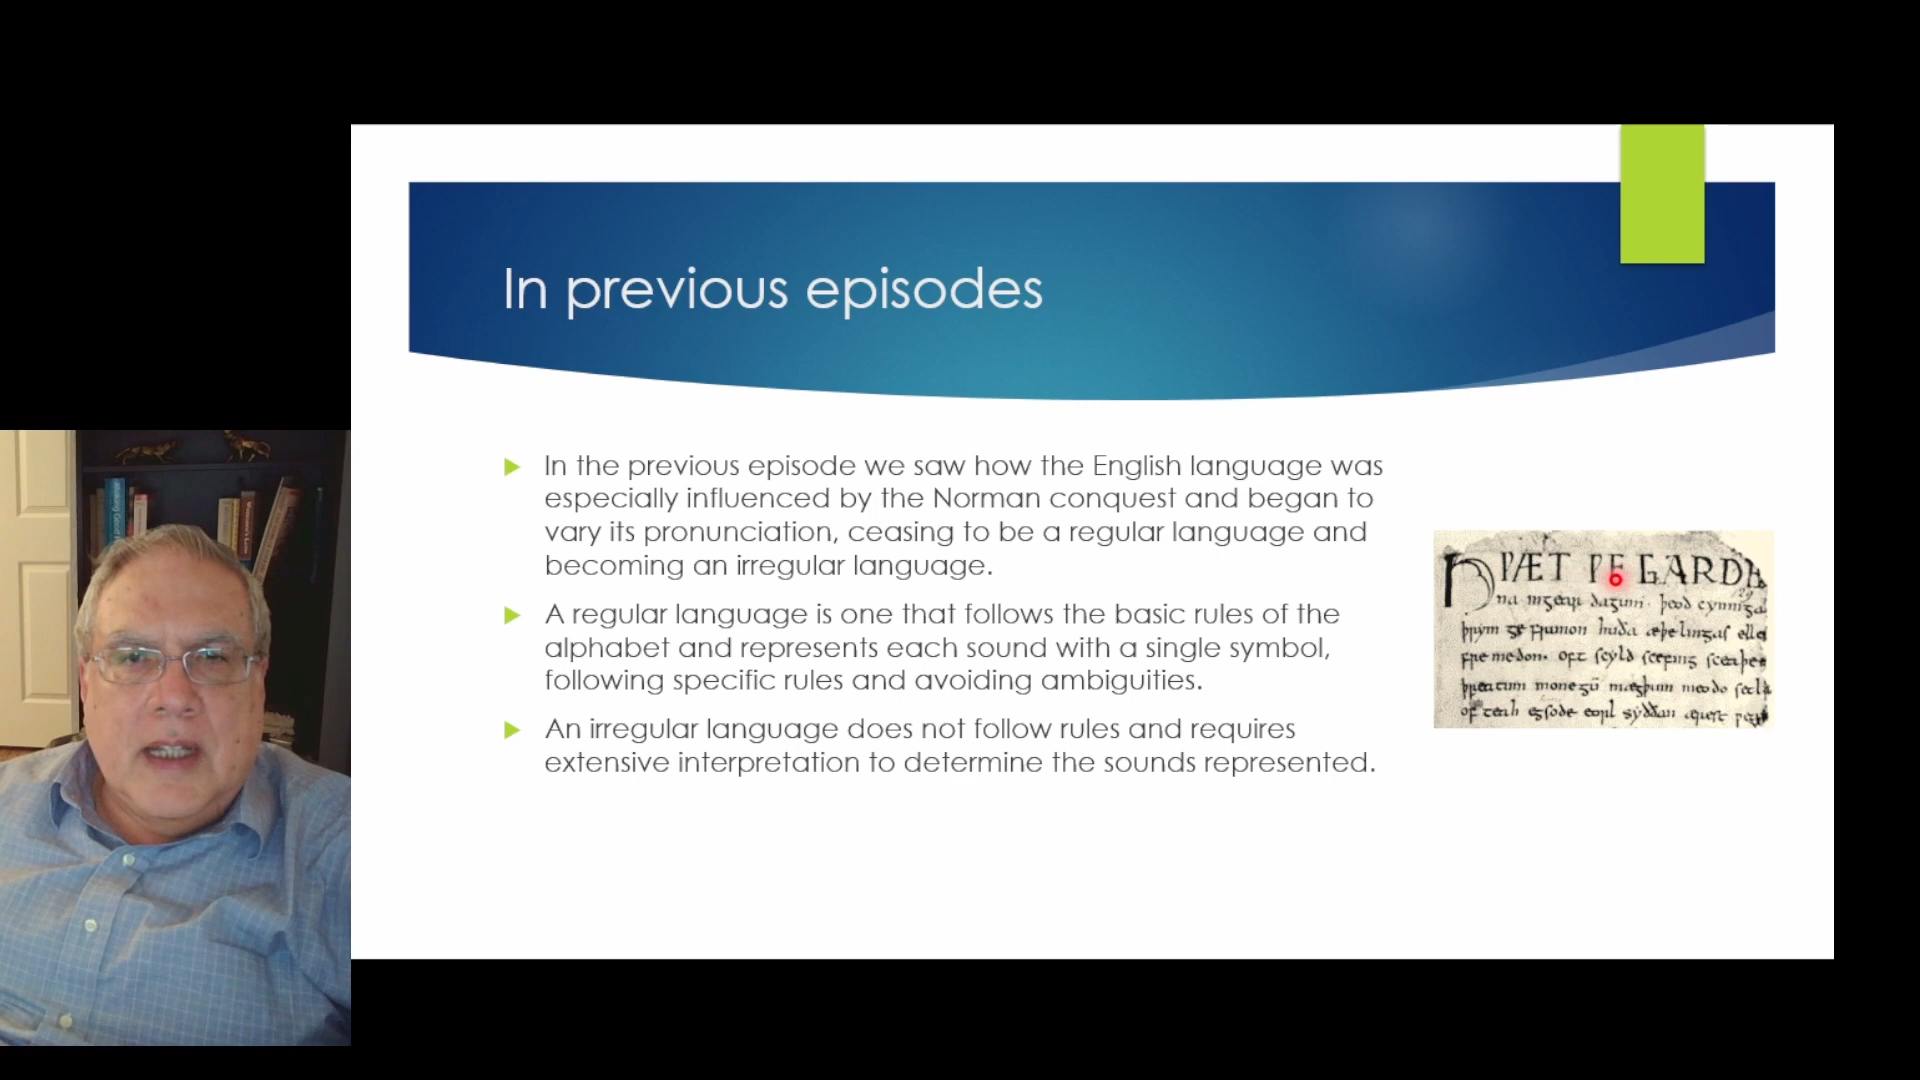 In previous episodes
In the previous episode we saw how the English language was
especially influenced by the Norman conquest and began to
vary its pronunciation, ceasing to be a regular language and
becoming an irregular language.
A regular language is one that follows the basic rules of the
alphabet and represents each sound with a single symbol,
following specific rules and avoiding ambiguities.
An irregular language does not follow rules and requires
extensive interpretation to determine the sounds represented.
HǷÆT ǷE GARDE